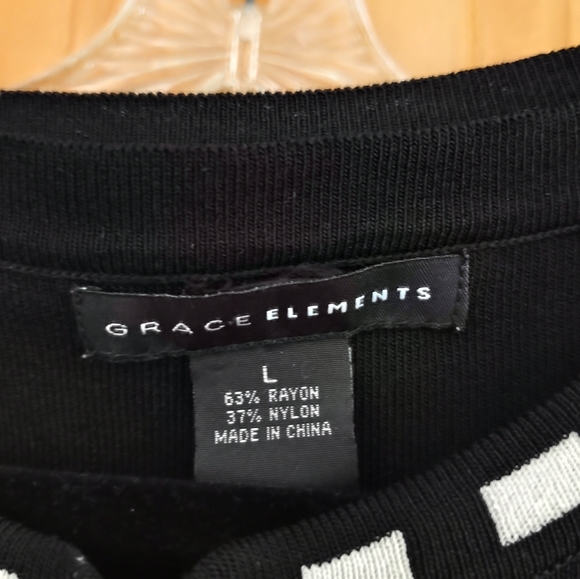 GRACE ELEMENTS
L
63% RAYON
37% NYLON
MADE IN CHINA